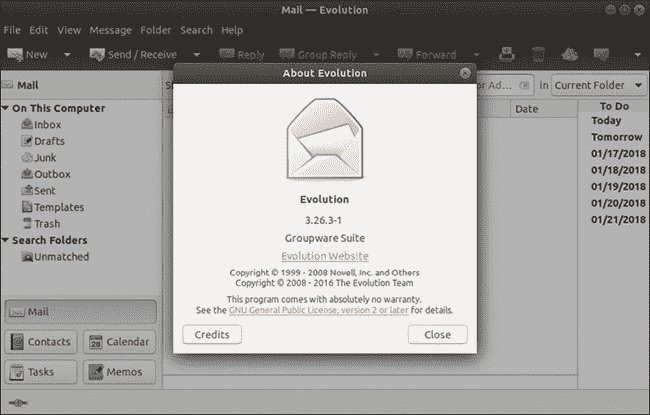 Mail — Evolution
File Edit View Message Folder Search Help
New Send / Receive Reply Group Reply Forward
Mail
or Ad... in Current Folder
About Evolution
Date
To Do
On This Computer
Inbox
Drafts
Junk
Outbox
Sent
Templates
Trash
Search Folders
Unmatched
Evolution
3.26.3-1
Groupware Suite
Evolution Website
Copyright © 1999 - 2008 Novell, Inc. and Others
Copyright © 2008 - 2016 The Evolution Team
This program comes with absolutely no warranty.
See the GNU General Public License, version 2 or later for details.
Credits Close
Today
Tomorrow
01/17/2018
01/18/2018
01/19/2018
01/20/2018
01/21/2018
Mail
Contacts Calendar
Tasks Memos